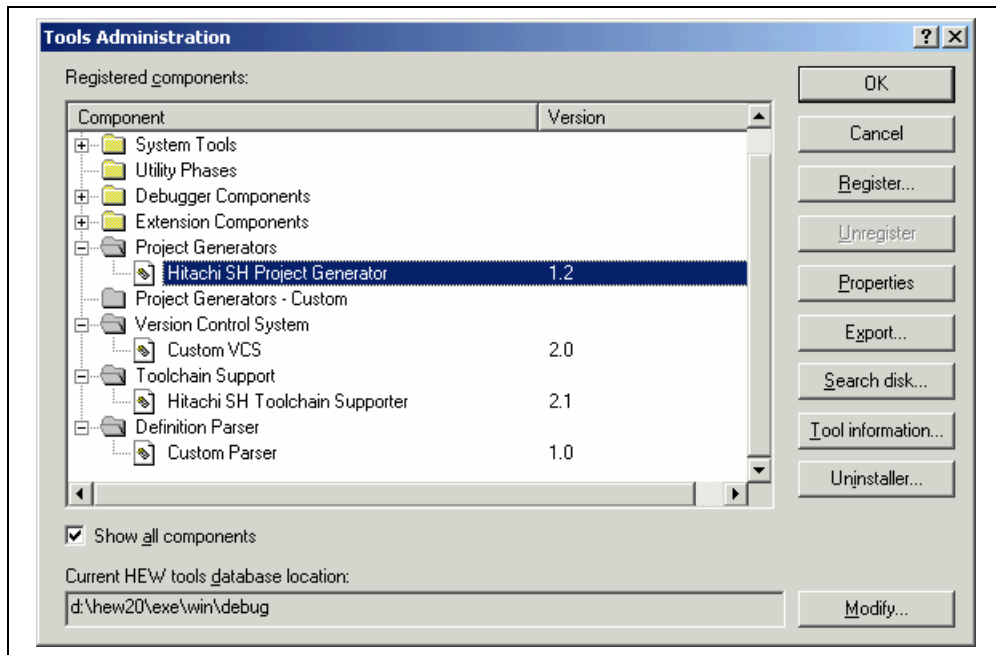 Tools Administration
Registered components:
Component Version
System Tools
Utility Phases
Debugger Components
Extension Components
Project Generators
Hitachi SH Project Generator 1.2
Project Generators - Custom
Version Control System
Custom VCS 2.0
Toolchain Support
Hitachi SH Toolchain Supporter 2.1
Definition Parser
Custom Parser 1.0
Show all components
Current HEW tools database location:
d:\hew20\exe\win\debug
OK
Cancel
Register...
Unregister
Properties
Export...
Search disk...
Tool information...
Uninstaller...
Modify...